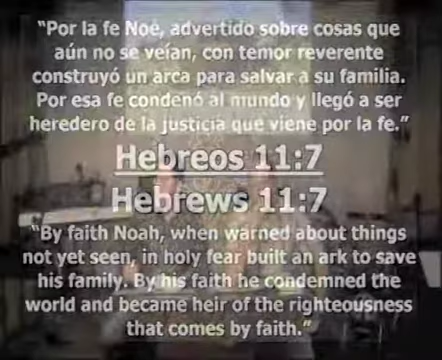 “Por la fe Noé, advertido sobre cosas que
aún no se veían, con temor reverente
construyó un arca para salvar a su familia.
Por esa fe condenó al mundo y llegó a ser
heredero de la justicia que viene por la fe.”
Hebreos 11:7
Hebrews 11:7
“By faith Noah, when warned about things
not yet seen, in holy fear built an ark to save
his family. By his faith he condemned the
world and became heir of the righteousness
that comes by faith.”